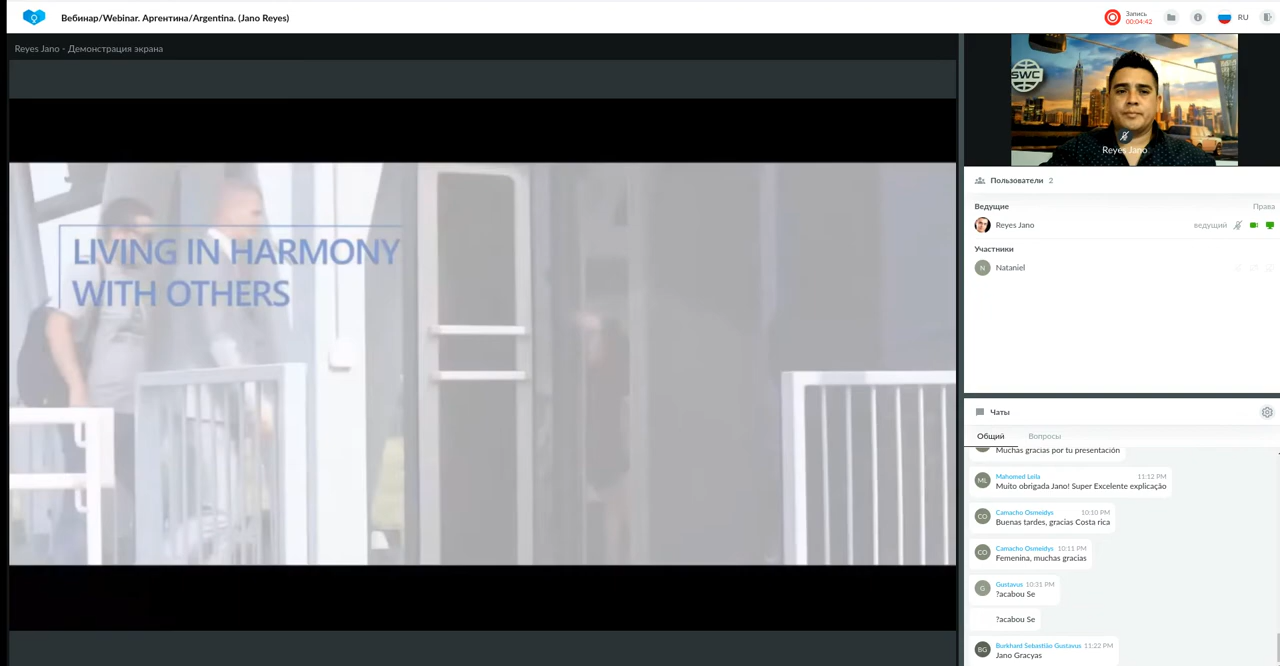 Вебинар/Webinar. Аргентина/Argentina. (Jano Reyes)
Запись
00:04:42
RU
Reyes Jano - Демонстрация экрана
LIVING IN HARMONY
WITH OTHERS
SWC
Reyes Jano
Пользователи 2
Ведущие Права
Reyes Jano ведущий
Участники
N Nataniel
Чаты
Общий Вопросы
Muchas gracias por tu presentación
ML Mahomed Leila 11:12 PM
Muito obrigada Jano! Super Excelente explicação
CO Camacho Osmeidys 10:10 PM
Buenas tardes, gracias Costa rica
CO Camacho Osmeidys 10:11 PM
Femenina, muchas gracias
G Gustavus 10:31 PM
?acabou Se
?acabou Se
BG Burkhard Sebastião Gustavus 11:22 PM
Jano Gracyas